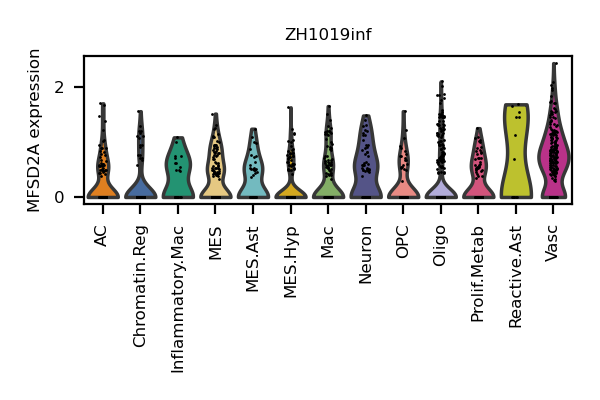 ZH1019inf
MFSD2A expression
2
0
AC
Chromatin.Reg
Inflammatory.Mac
MES
MES.Ast
MES.Hyp
Mac
Neuron
OPC
Oligo
Prolif.Metab
Reactive.Ast
Vasc